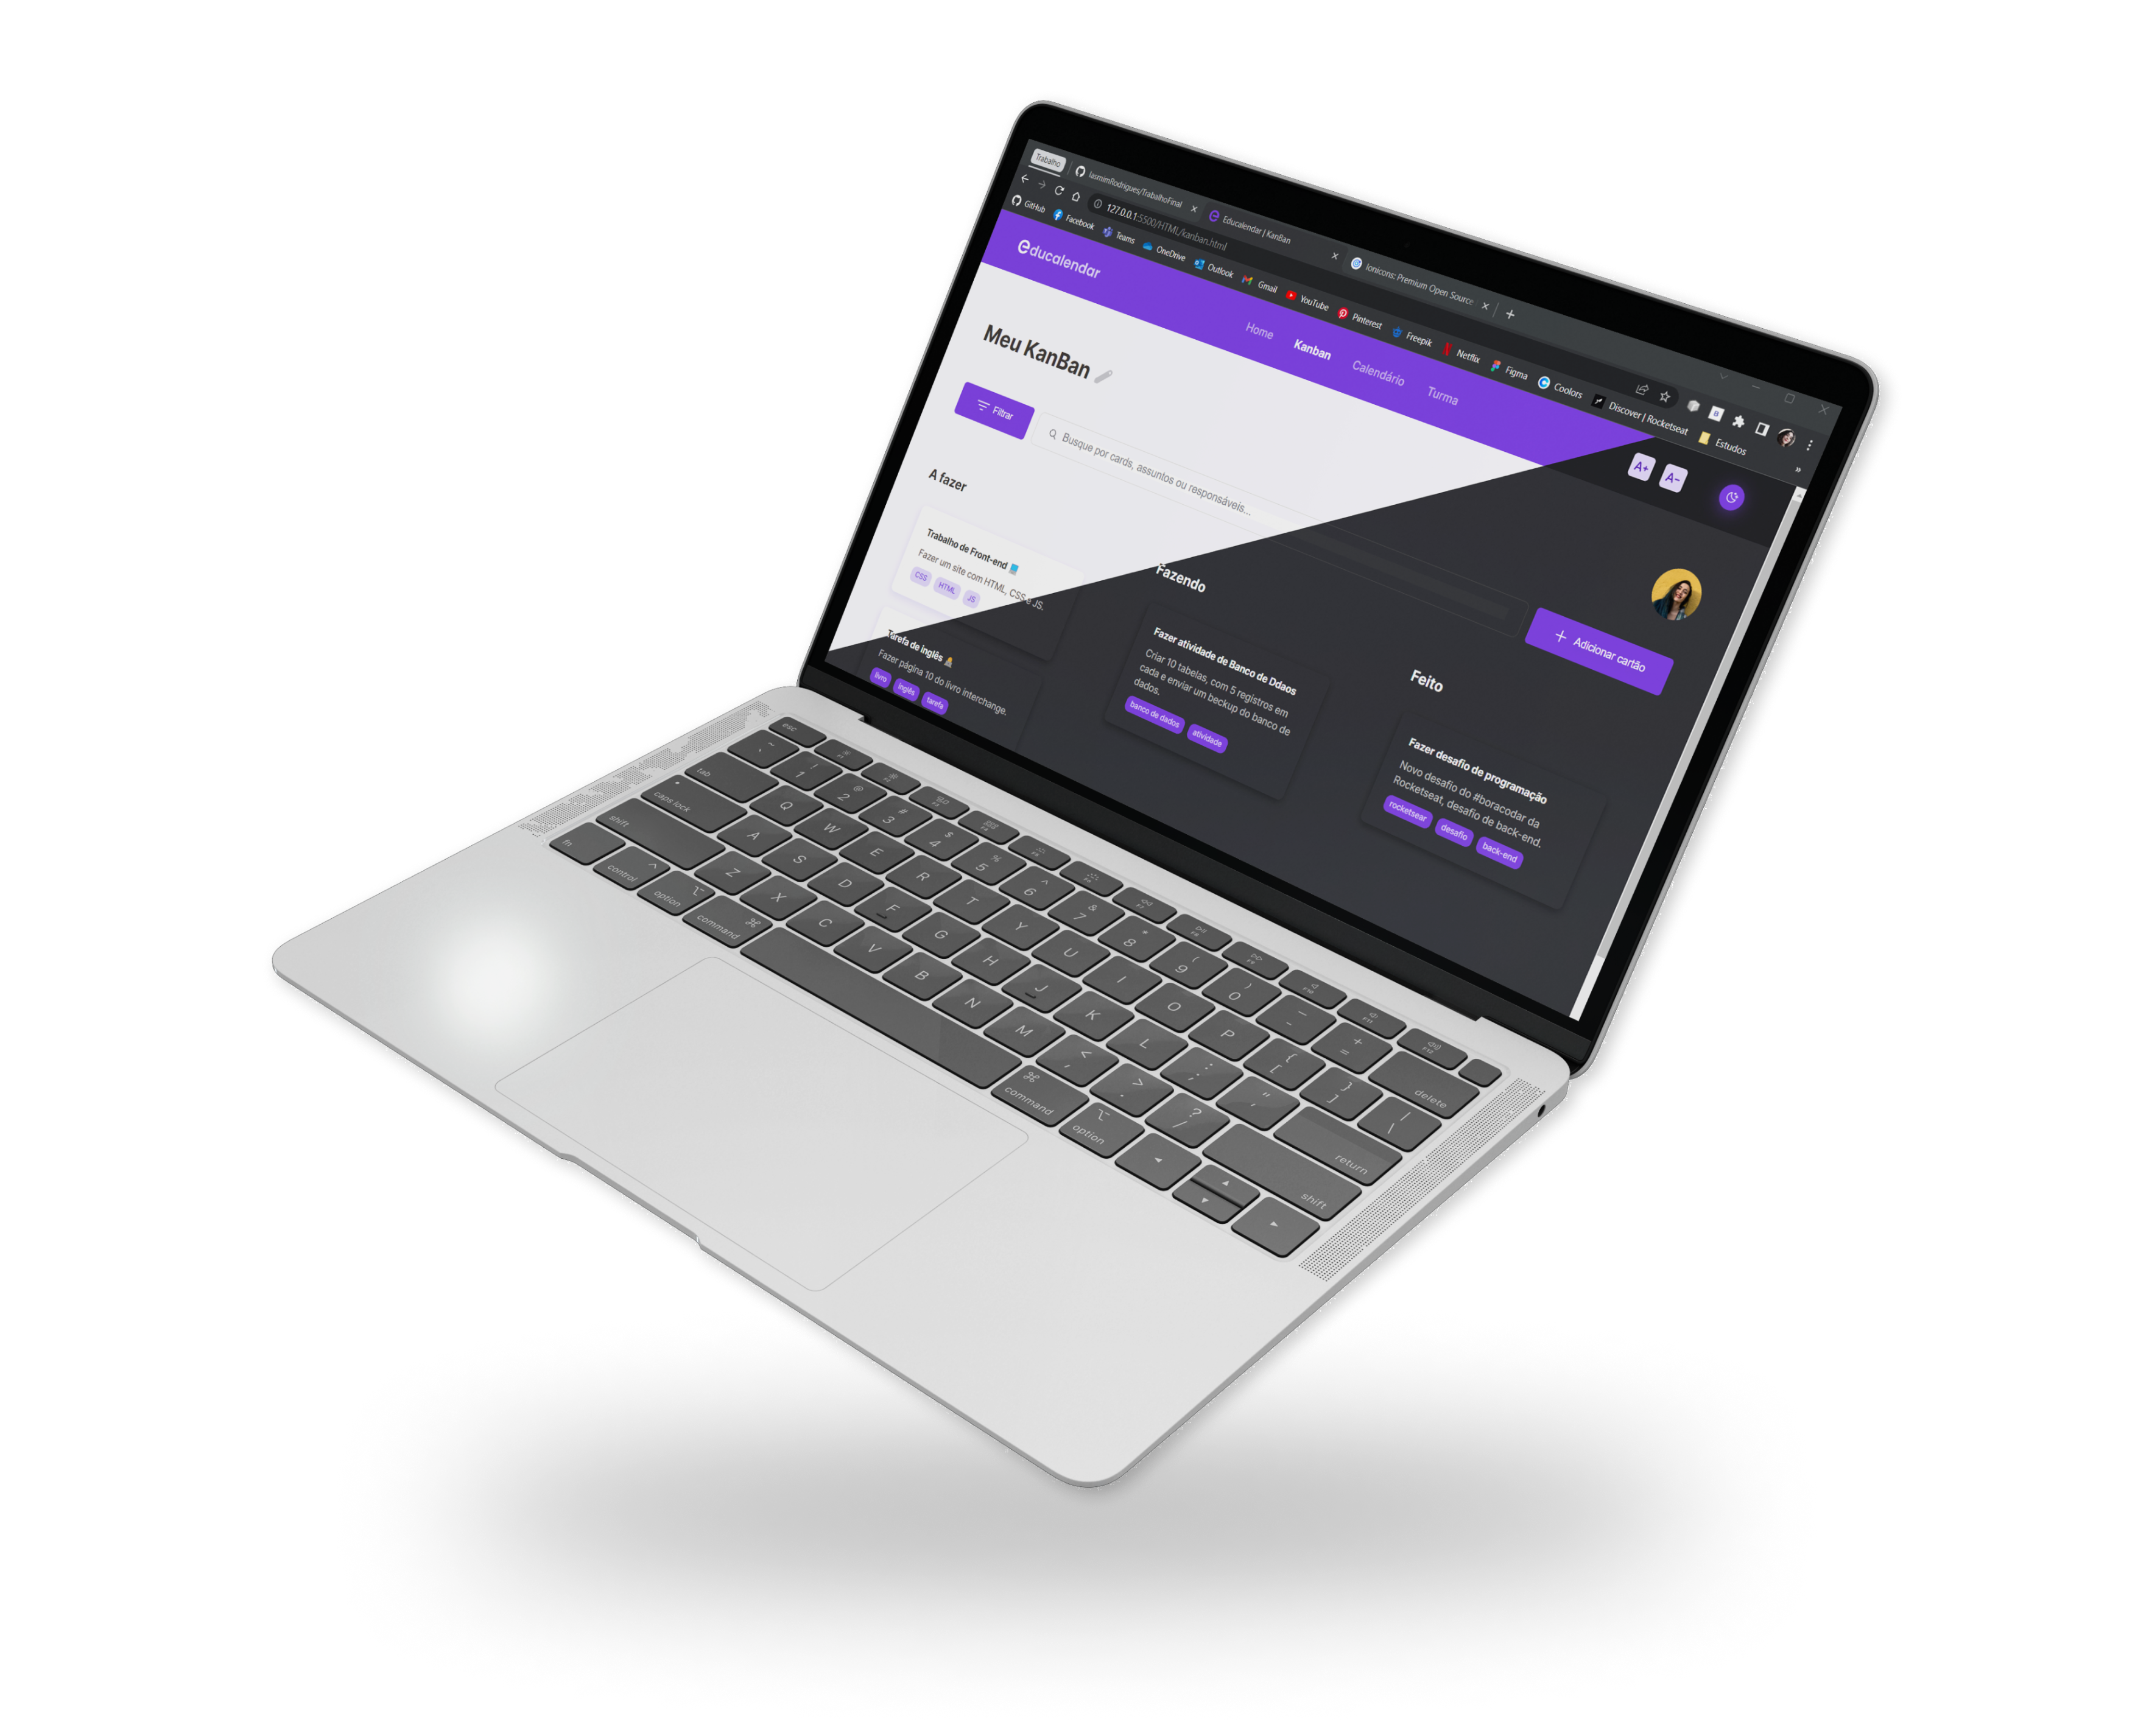 Trabalho
IasmimRodrigues/TrabalhoFinal
Educalendar | KanBan
Ionicons: Premium Open Source
127.0.0.1:5500/HTML/kanban.html
GitHub
Facebook
Teams
OneDrive
Outlook
Gmail
YouTube
Pinterest
Freepik
Netflix
Figma
Coolors
Discover | Rocketseat
Estudos
»
educalendar
Home
Kanban
Calendário
Turma
A+
A-
Meu KanBan
Filtrar
Busque por cards, assuntos ou responsáveis...
Adicionar cartão
A fazer
Trabalho de Front-end
Fazer um site com HTML, CSS e JS.
CSS
HTML
JS
Tarefa de inglês
Fazer página 10 do livro interchange.
livro
inglês
tarefa
Fazendo
Fazer atividade de Banco de Ddaos
Criar 10 tabelas, com 5 registros em
cada e enviar um beckup do banco de
dados.
banco de dados
atividade
Feito
Fazer desafio de programação
Novo desafio do #boracodar da
Rocketseat, desafio de back-end.
rocketsear
desafio
back-end
esc
~ `
! 1
@ 2
# 3
$ 4
% 5
^ 6
& 7
* 8
( 9
) 0
_ -
+ =
delete
tab
Q W E R T Y U I O P { [ } ] | \
caps lock
A S D F G H J K L : ; " ' return
shift
Z X C V B N M < , > . ? / shift
fn
control
option
command
command
option